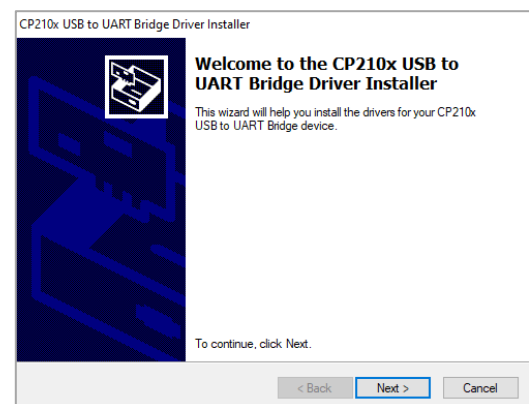 CP210x USB to UART Bridge Driver Installer
Welcome to the CP210x USB to
UART Bridge Driver Installer
This wizard will help you install the drivers for your CP210x
USB to UART Bridge device.
To continue, click Next.
< Back Next > Cancel